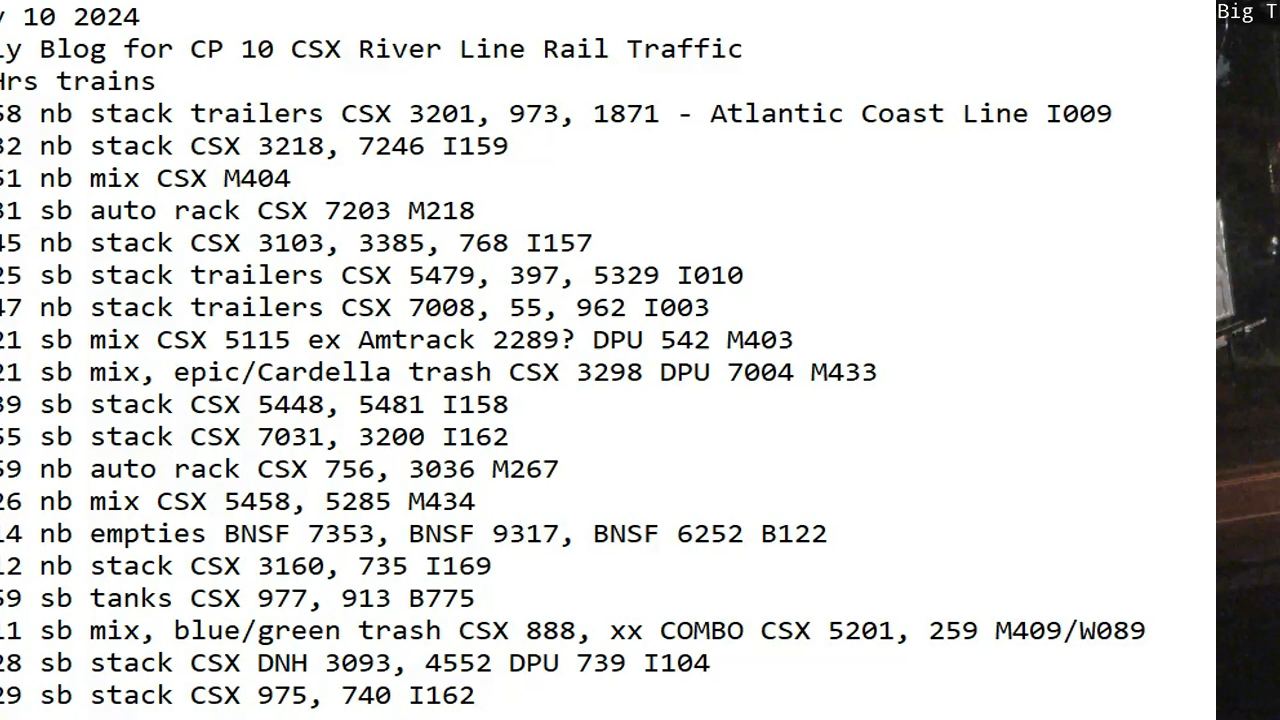 y 10 2024
ly Blog for CP 10 CSX River Line Rail Traffic
Hrs trains
58 nb stack trailers CSX 3201, 973, 1871 - Atlantic Coast Line I009
32 nb stack CSX 3218, 7246 I159
51 nb mix CSX M404
31 sb auto rack CSX 7203 M218
45 nb stack CSX 3103, 3385, 768 I157
25 sb stack trailers CSX 5479, 397, 5329 I010
47 nb stack trailers CSX 7008, 55, 962 I003
21 sb mix CSX 5115 ex Amtrack 2289? DPU 542 M403
21 sb mix, epic/Cardella trash CSX 3298 DPU 7004 M433
39 sb stack CSX 5448, 5481 I158
55 sb stack CSX 7031, 3200 I162
59 nb auto rack CSX 756, 3036 M267
26 nb mix CSX 5458, 5285 M434
14 nb empties BNSF 7353, BNSF 9317, BNSF 6252 B122
12 nb stack CSX 3160, 735 I169
59 sb tanks CSX 977, 913 B775
11 sb mix, blue/green trash CSX 888, xx COMBO CSX 5201, 259 M409/W089
28 sb stack CSX DNH 3093, 4552 DPU 739 I104
29 sb stack CSX 975, 740 I162
Big T